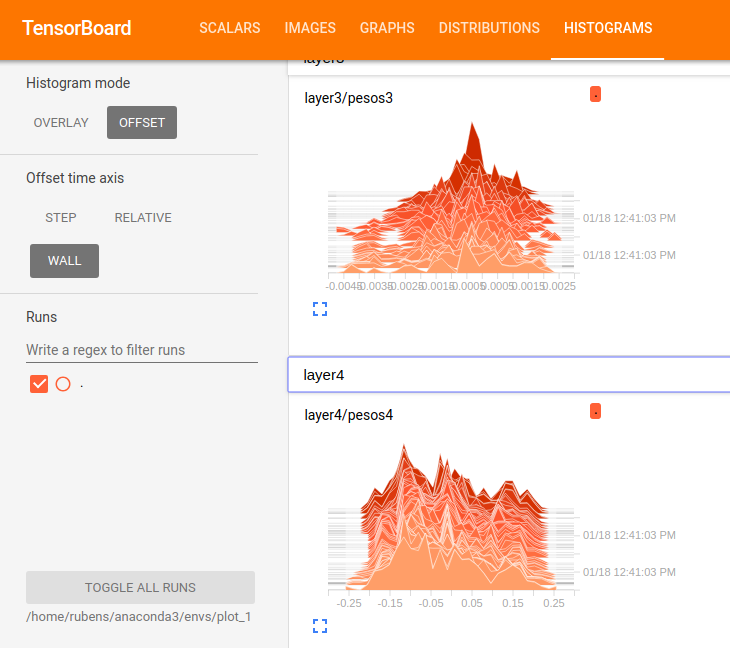 TensorBoard SCALARS IMAGES GRAPHS DISTRIBUTIONS HISTOGRAMS
Histogram mode
OVERLAY OFFSET
Offset time axis
STEP RELATIVE
WALL
Runs
Write a regex to filter runs
.
TOGGLE ALL RUNS
/home/rubens/anaconda3/envs/plot_1
layer3/pesos3
.
01/18 12:41:03 PM
01/18 12:41:03 PM
-0.0045 -0.0035 -0.0025 -0.0015 -0.0005 0.0005 0.0015 0.0025
layer4
layer4/pesos4
.
01/18 12:41:03 PM
01/18 12:41:03 PM
-0.25 -0.15 -0.05 0.05 0.15 0.25